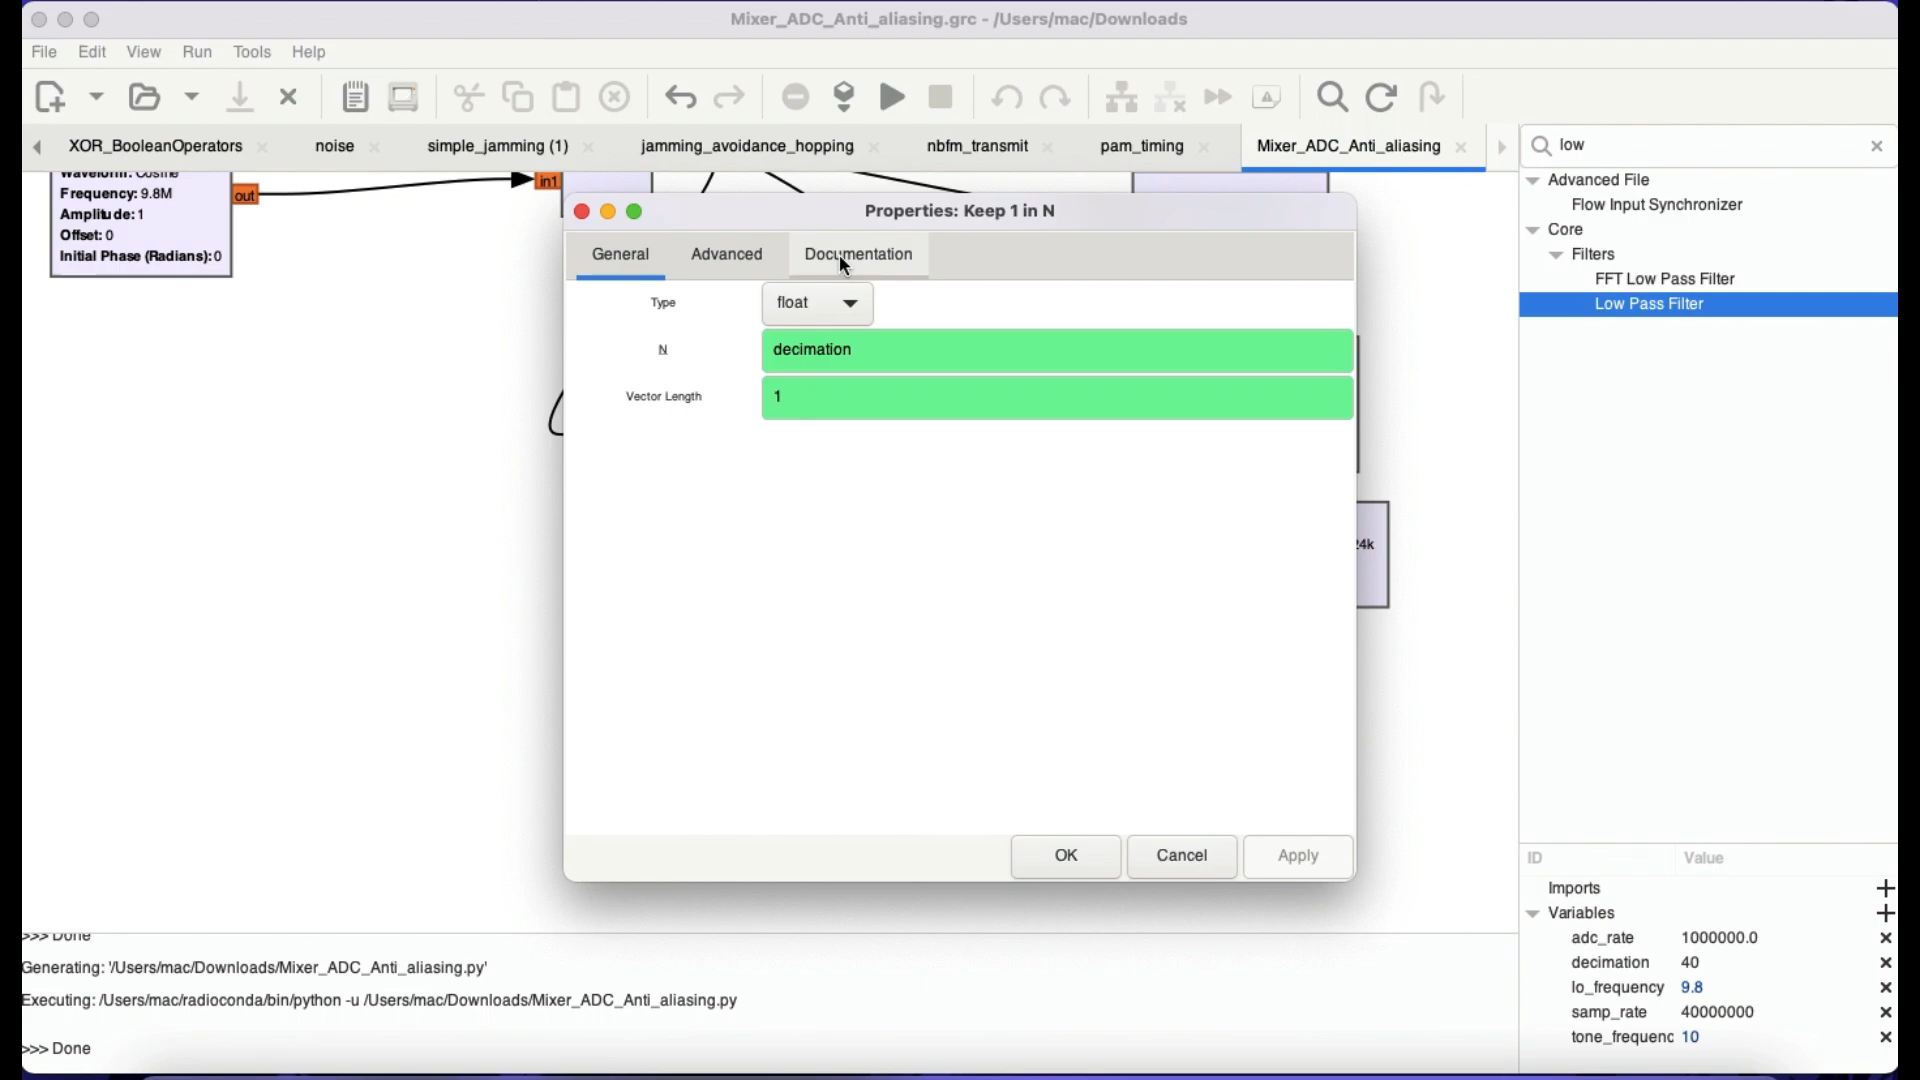 Mixer_ADC_Anti_aliasing.grc - /Users/mac/Downloads
File Edit View Run Tools Help
XOR_BooleanOperators noise simple_jamming (1) jamming_avoidance_hopping nbfm_transmit pam_timing Mixer_ADC_Anti_aliasing
low
Waveform: Cosine
Frequency: 9.8M
Amplitude: 1
Offset: 0
Initial Phase (Radians): 0
out
in1
Properties: Keep 1 in N
General Advanced Documentation
Type float
N decimation
Vector Length 1
OK Cancel Apply
24k
Advanced File
Flow Input Synchronizer
Core
Filters
FFT Low Pass Filter
Low Pass Filter
ID Value
Imports
Variables
adc_rate 1000000.0
decimation 40
lo_frequency 9.8
samp_rate 40000000
tone_frequenc 10
>>> Done
Generating: '/Users/mac/Downloads/Mixer_ADC_Anti_aliasing.py'
Executing: /Users/mac/radioconda/bin/python -u /Users/mac/Downloads/Mixer_ADC_Anti_aliasing.py
>>> Done